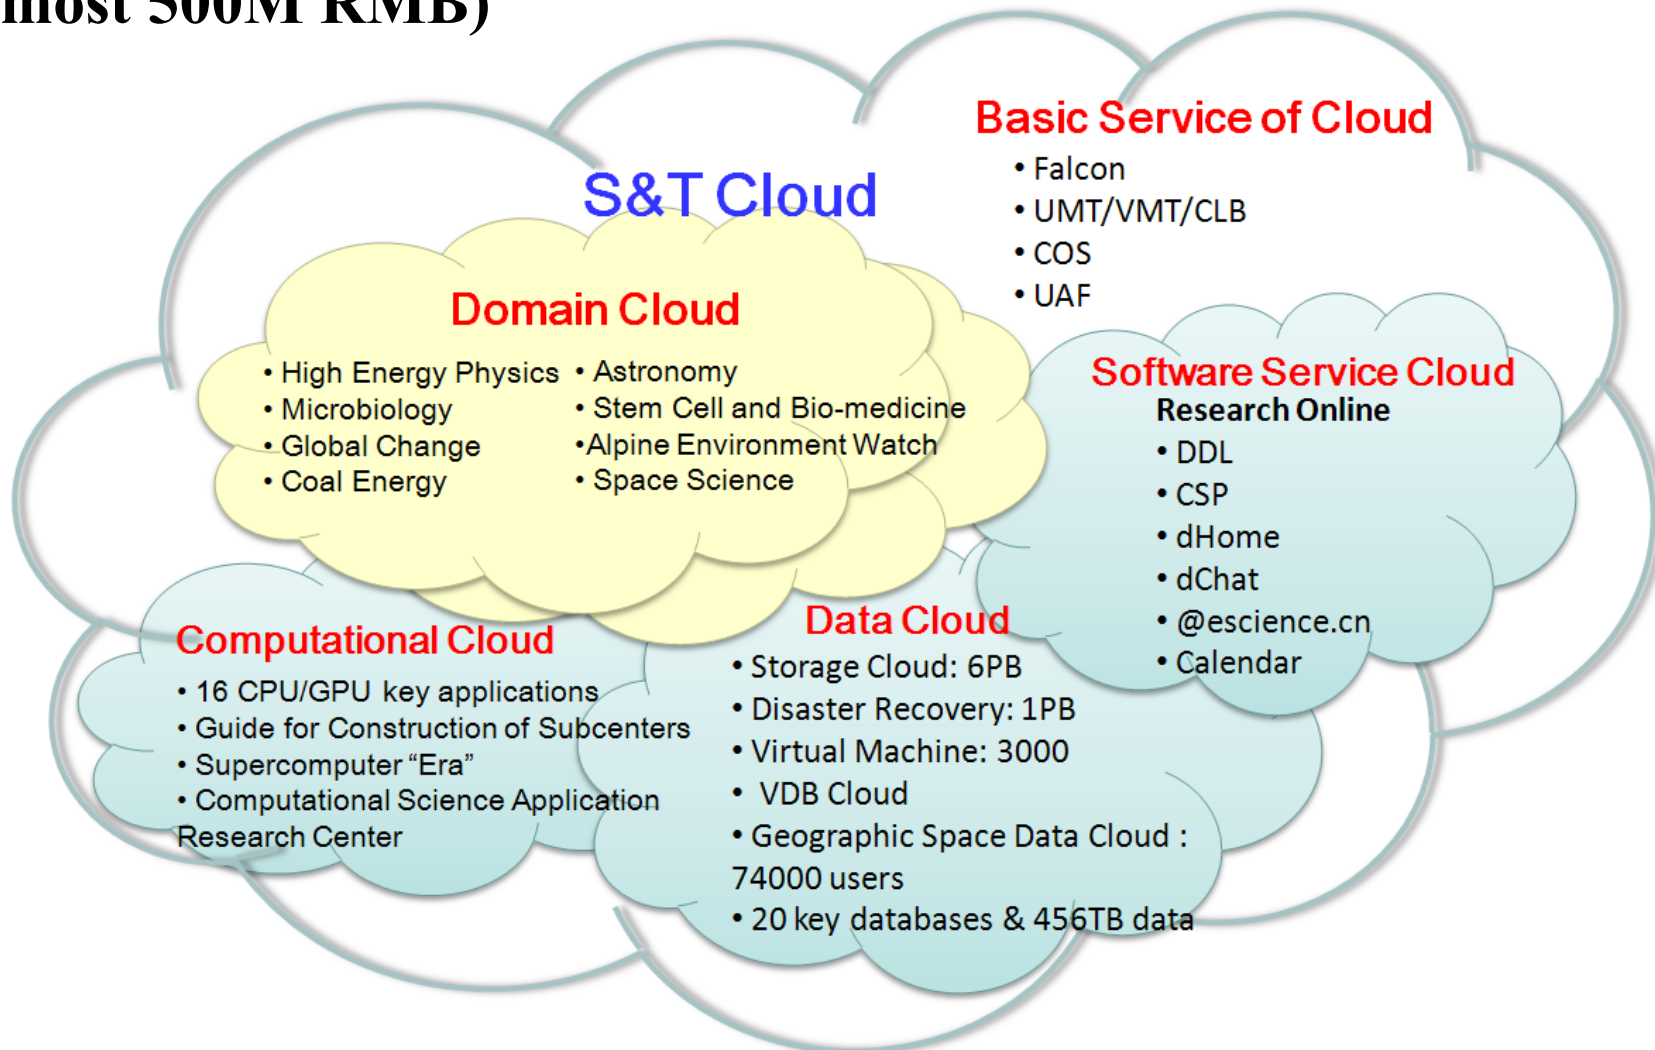 most 500M RMB)
S&T Cloud
Basic Service of Cloud
• Falcon
• UMT/VMT/CLB
• COS
• UAF
Domain Cloud
• High Energy Physics
• Microbiology
• Global Change
• Coal Energy
• Astronomy
• Stem Cell and Bio-medicine
•Alpine Environment Watch
• Space Science
Software Service Cloud
Research Online
• DDL
• CSP
• dHome
• dChat
• @escience.cn
• Calendar
Computational Cloud
• 16 CPU/GPU key applications
• Guide for Construction of Subcenters
• Supercomputer “Era”
• Computational Science Application
Research Center
Data Cloud
• Storage Cloud: 6PB
• Disaster Recovery: 1PB
• Virtual Machine: 3000
• VDB Cloud
• Geographic Space Data Cloud :
74000 users
• 20 key databases & 456TB data